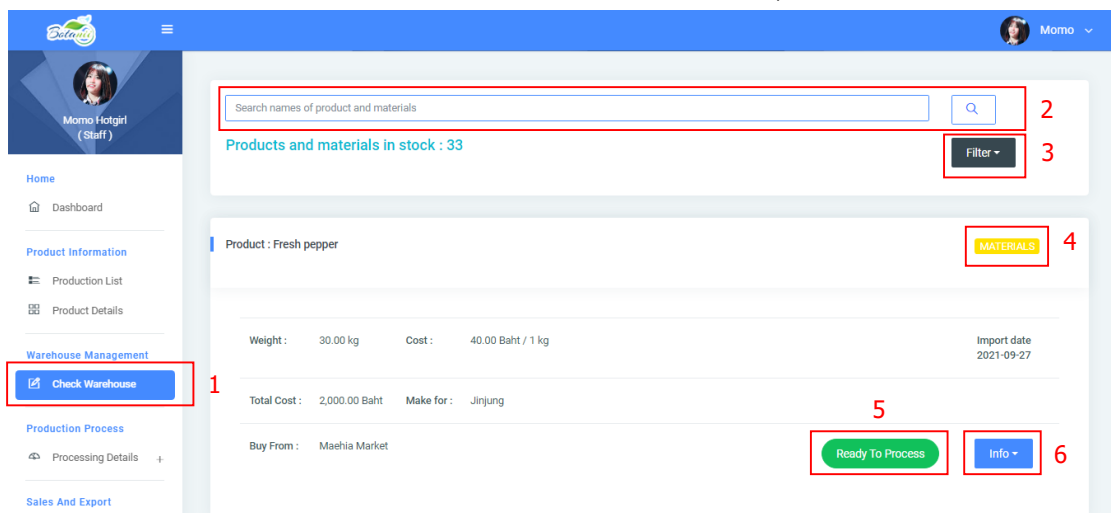 Botanii
Momo
Momo Hotgirl
( Staff )
Search names of product and materials
2
Products and materials in stock : 33
Filter
3
Home
Dashboard
Product : Fresh pepper
MATERIALS
4
Product Information
Production List
Product Details
Weight : 30.00 kg Cost : 40.00 Baht / 1 kg
Import date
2021-09-27
Warehouse Management
Check Warehouse
1
Total Cost : 2,000.00 Baht Make for : Jinjung
5
Production Process
Processing Details +
Buy From : Maehia Market
Ready To Process
Info
6
Sales And Export